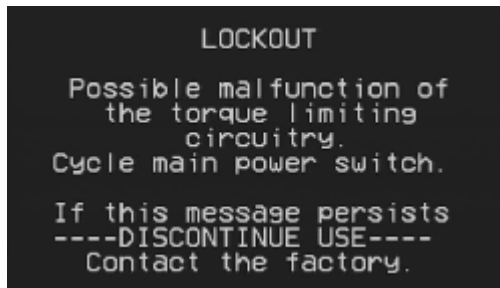 LOCKOUT
Possible malfunction of
the torque limiting
circuitry.
Cycle main power switch.
If this message persists
----DISCONTINUE USE----
Contact the factory.